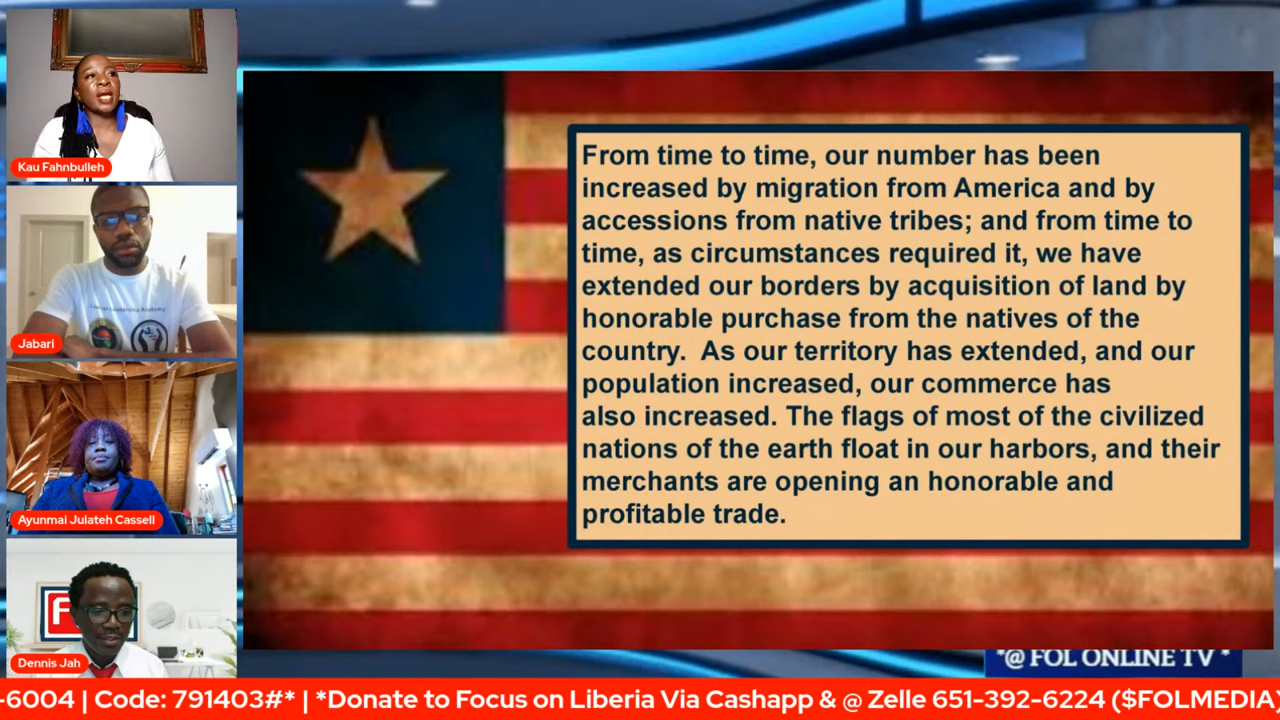 Kau Fahnbulleh
Jabari
Ayunmai Julateh Cassell
F
Dennis Jah
From time to time, our number has been
increased by migration from America and by
accessions from native tribes; and from time to
time, as circumstances required it, we have
extended our borders by acquisition of land by
honorable purchase from the natives of the
country. As our territory has extended, and our
population increased, our commerce has
also increased. The flags of most of the civilized
nations of the earth float in our harbors, and their
merchants are opening an honorable and
profitable trade.
*@ FOL ONLINE TV *
-6004 | Code: 791403#* | *Donate to Focus on Liberia Via Cashapp & @ Zelle 651-392-6224 ($FOLMEDIA)